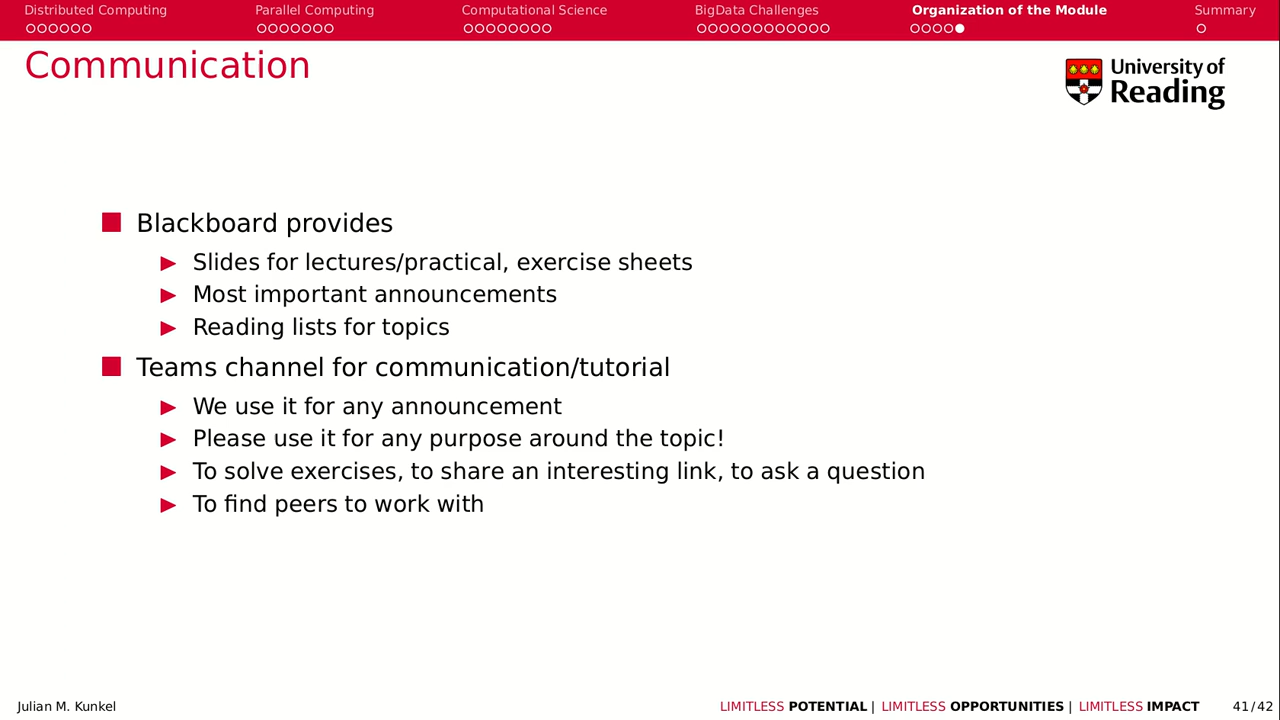 Distributed Computing Parallel Computing Computational Science BigData Challenges Organization of the Module Summary
Communication
University of
Reading
Blackboard provides
Slides for lectures/practical, exercise sheets
Most important announcements
Reading lists for topics
Teams channel for communication/tutorial
We use it for any announcement
Please use it for any purpose around the topic!
To solve exercises, to share an interesting link, to ask a question
To find peers to work with
Julian M. Kunkel LIMITLESS POTENTIAL | LIMITLESS OPPORTUNITIES | LIMITLESS IMPACT 41/42